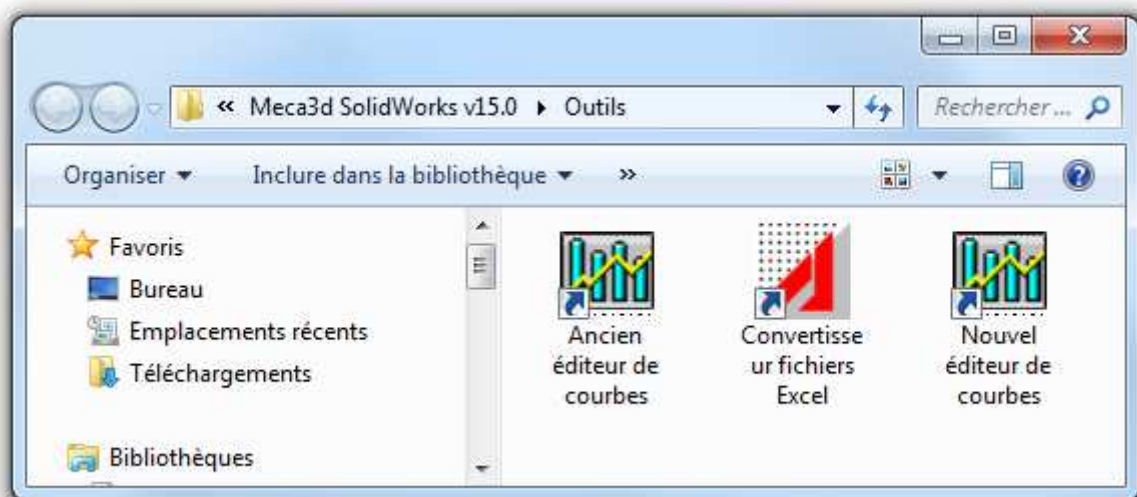 « Meca3d SolidWorks v15.0 ▸ Outils
Rechercher ...
Organiser ▾ Inclure dans la bibliothèque ▾ »
Favoris
Bureau
Emplacements récents
Téléchargements
Bibliothèques
Ancien
éditeur de
courbes
Convertisse
ur fichiers
Excel
Nouvel
éditeur de
courbes